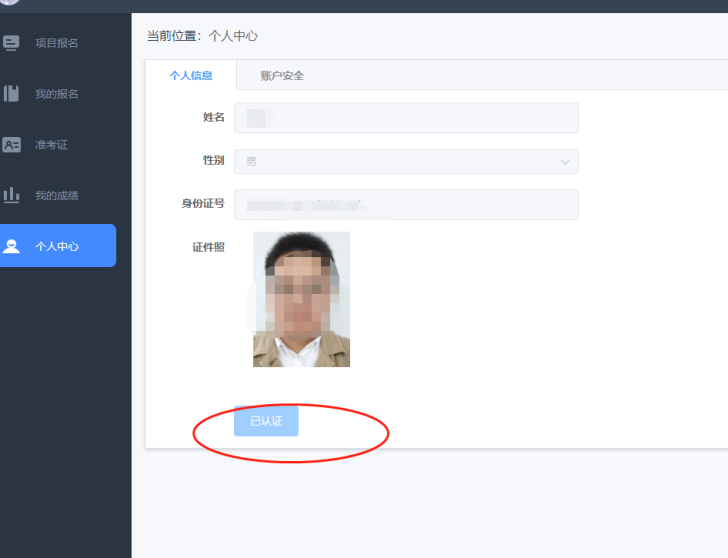 当前位置：个人中心
项目报名
我的报名
准考证
我的成绩
个人中心
个人信息 账户安全
姓名
性别 男
身份证号
证件照
已认证